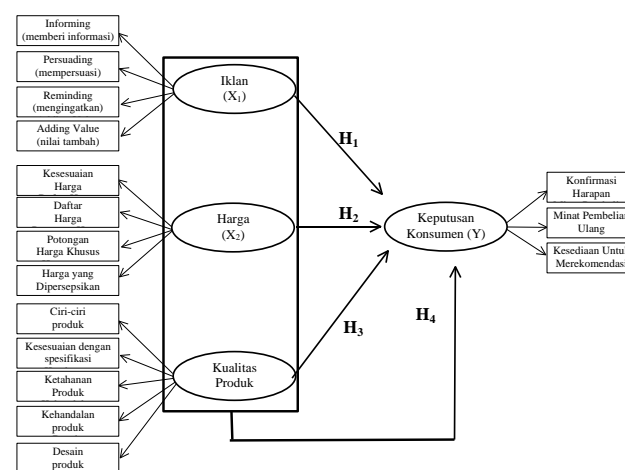 Informing
(memberi informasi)
Persuading
(mempersuasi)
Reminding
(mengingatkan)
Adding Value
(nilai tambah)
Kesesuaian
Harga
Daftar
Harga
Potongan
Harga Khusus
Harga yang
Dipersepsikan
Ciri-ciri
produk
Kesesuaian dengan
spesifikasi
Ketahanan
Produk
Kehandalan
produk
Desain
produk
Iklan
(X1)
Harga
(X2)
Kualitas
Produk
H1
H2
H3
H4
Keputusan
Konsumen (Y)
Konfirmasi
Harapan
Minat Pembelian
Ulang
Kesediaan Untuk
Merekomendasi